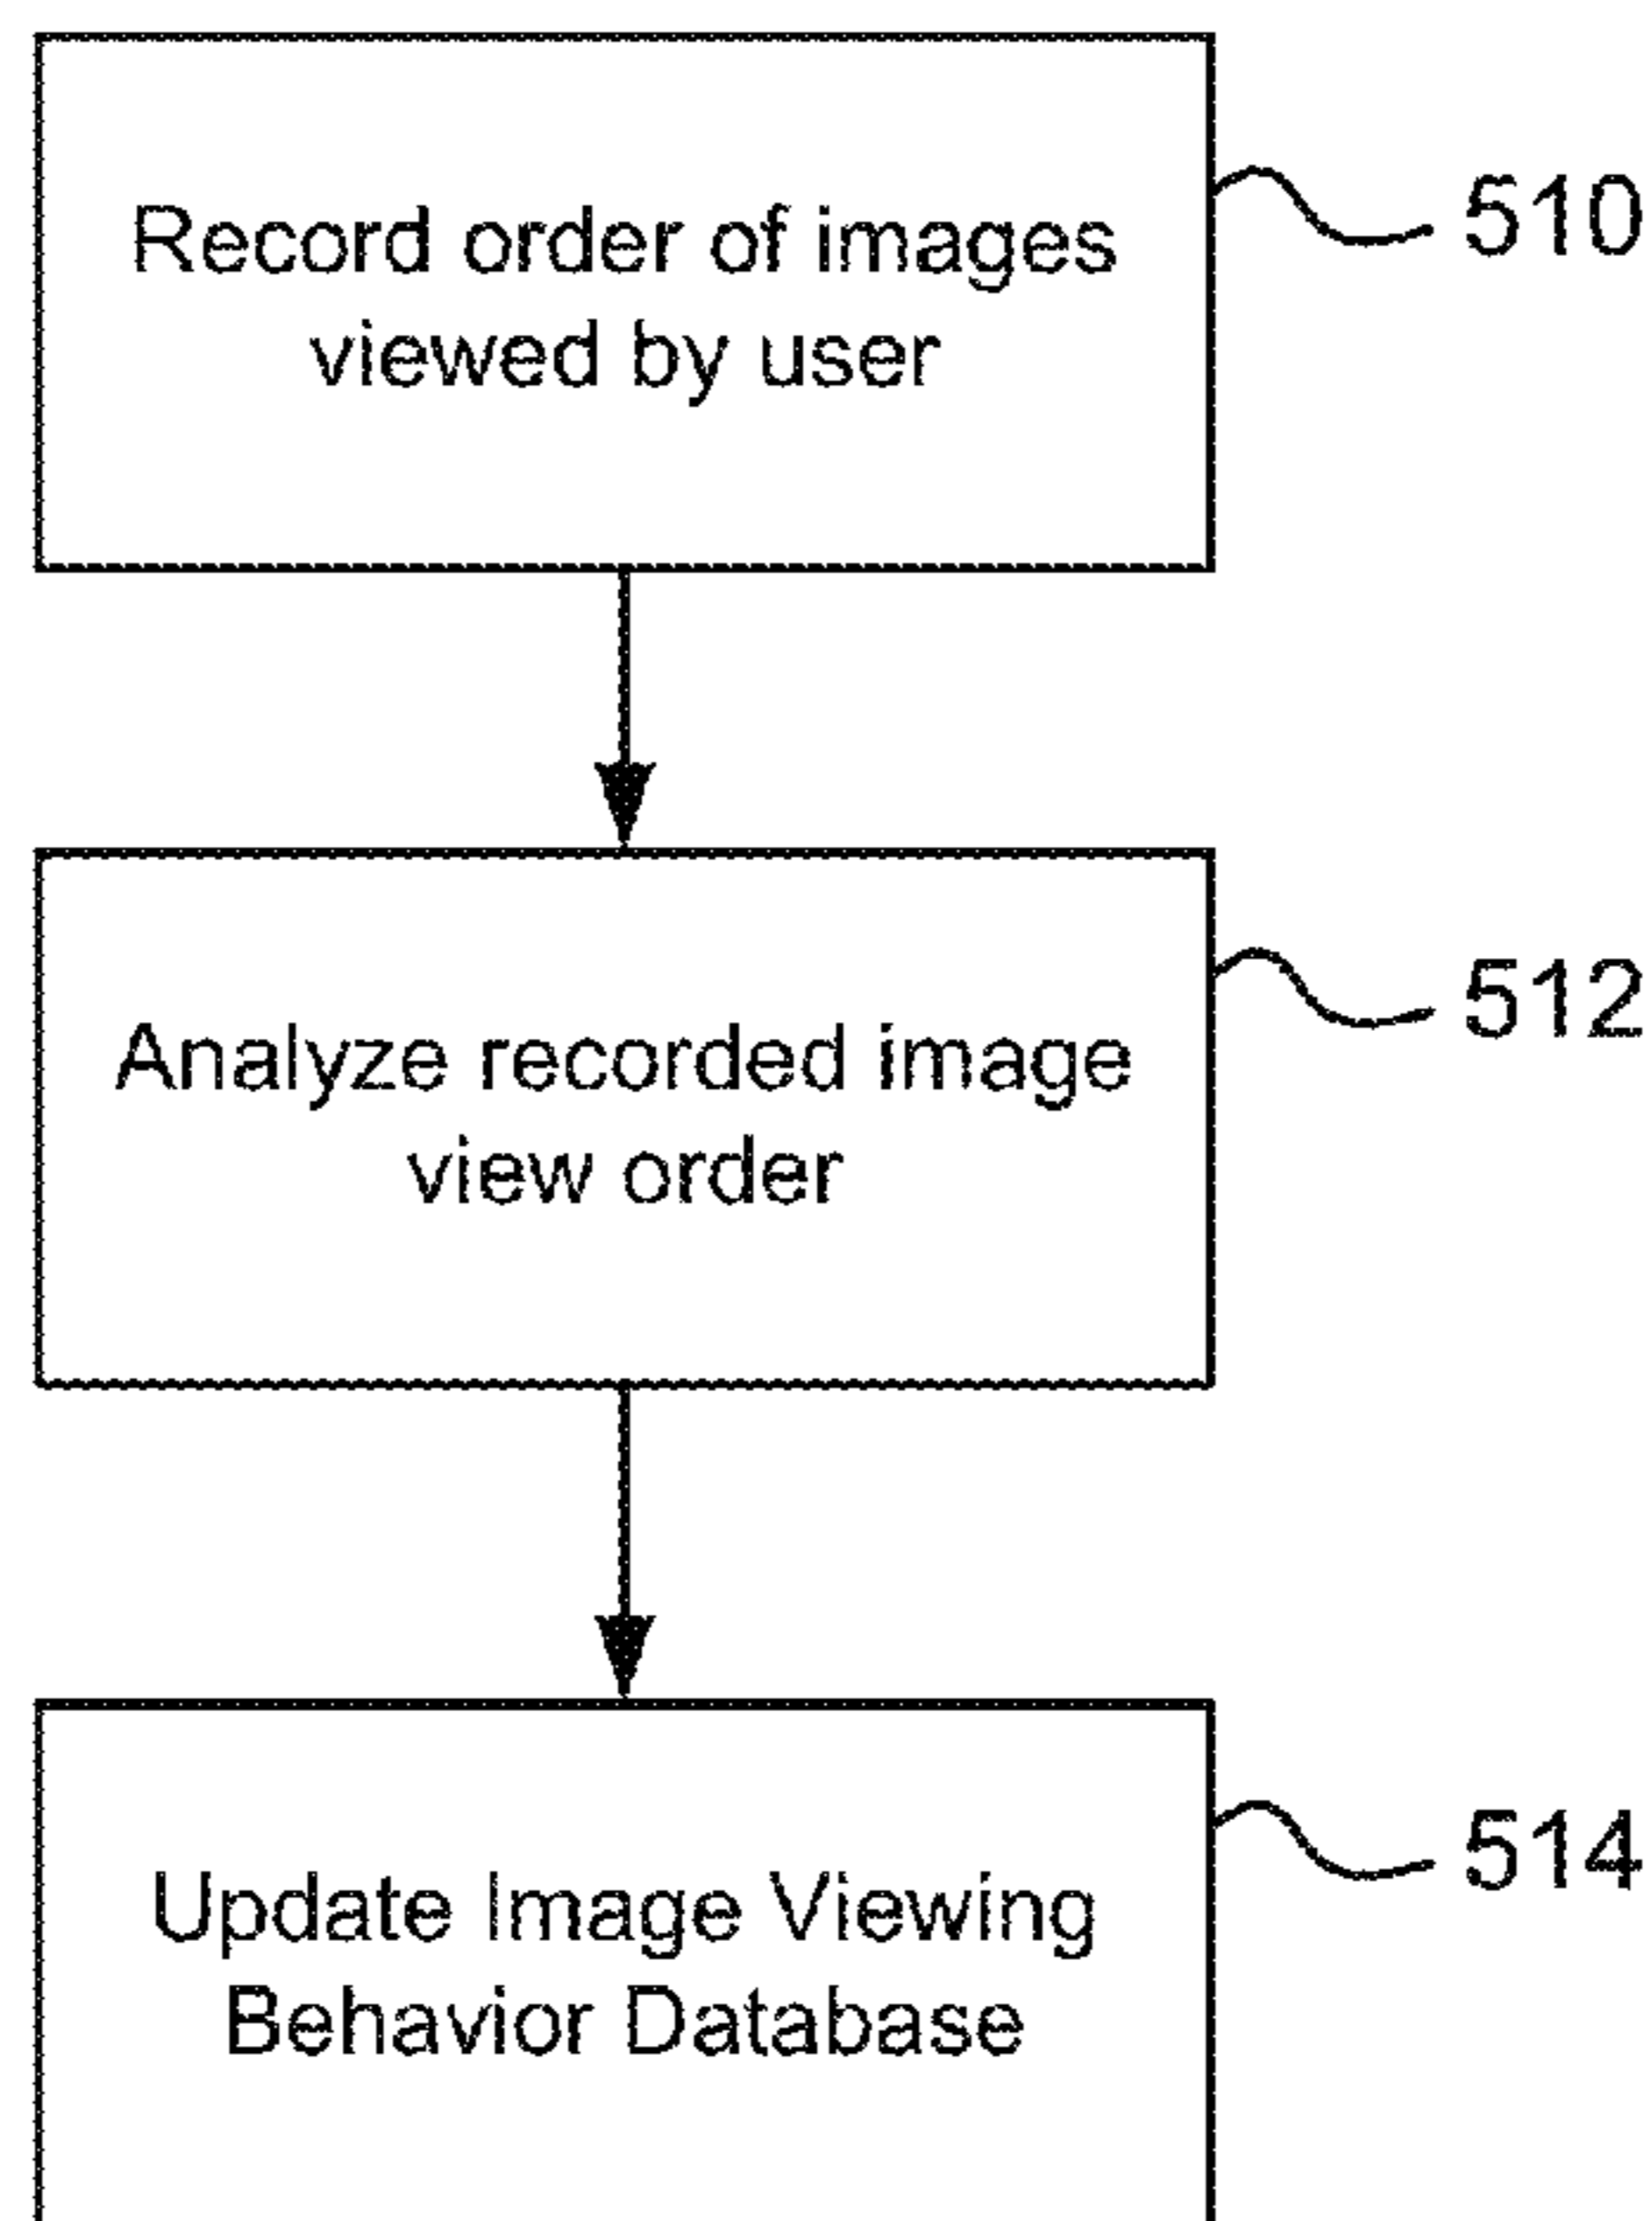 Record order of images
viewed by user
510
Analyze recorded image
view order
512
Update Image Viewing
Behavior Database
514